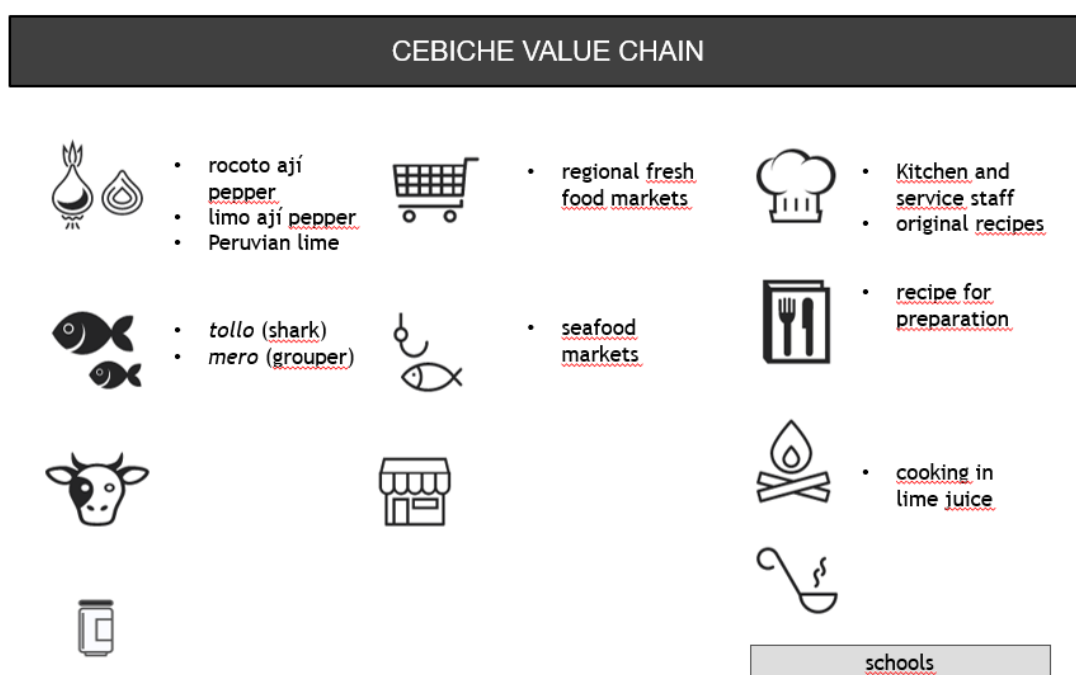 CEBICHE VALUE CHAIN
• rocoto ají
pepper
• limo ají pepper
• Peruvian lime
• regional fresh
food markets
• Kitchen and
service staff
• original recipes
• recipe for
preparation
• tollo (shark)
• mero (grouper)
• seafood
markets
• cooking in
lime juice
schools